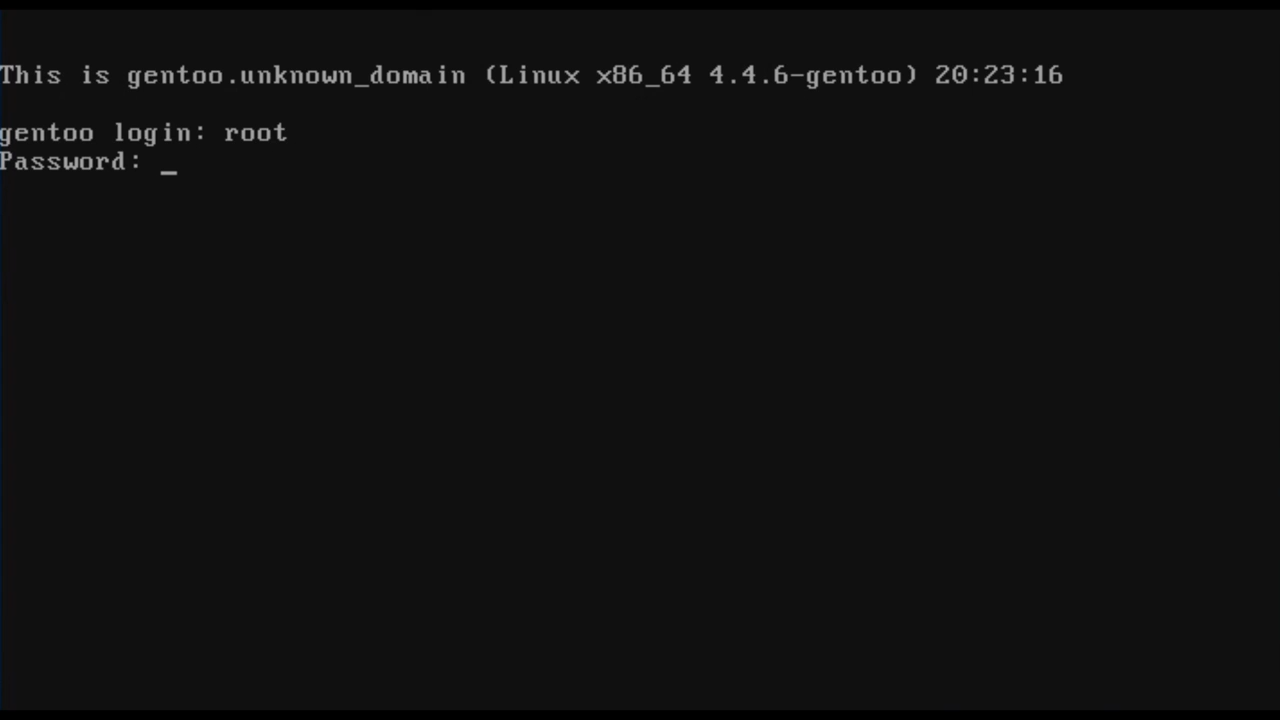 This is gentoo.unknown_domain (Linux x86_64 4.4.6-gentoo) 20:23:16
gentoo login: root
Password: _